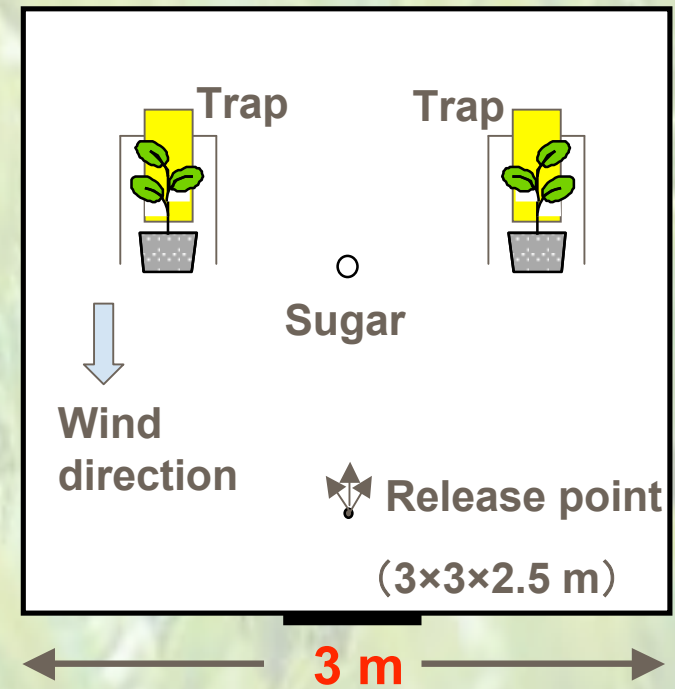 Trap
Trap
Sugar
Wind
direction
Release point
（3×3×2.5 m）
3 m